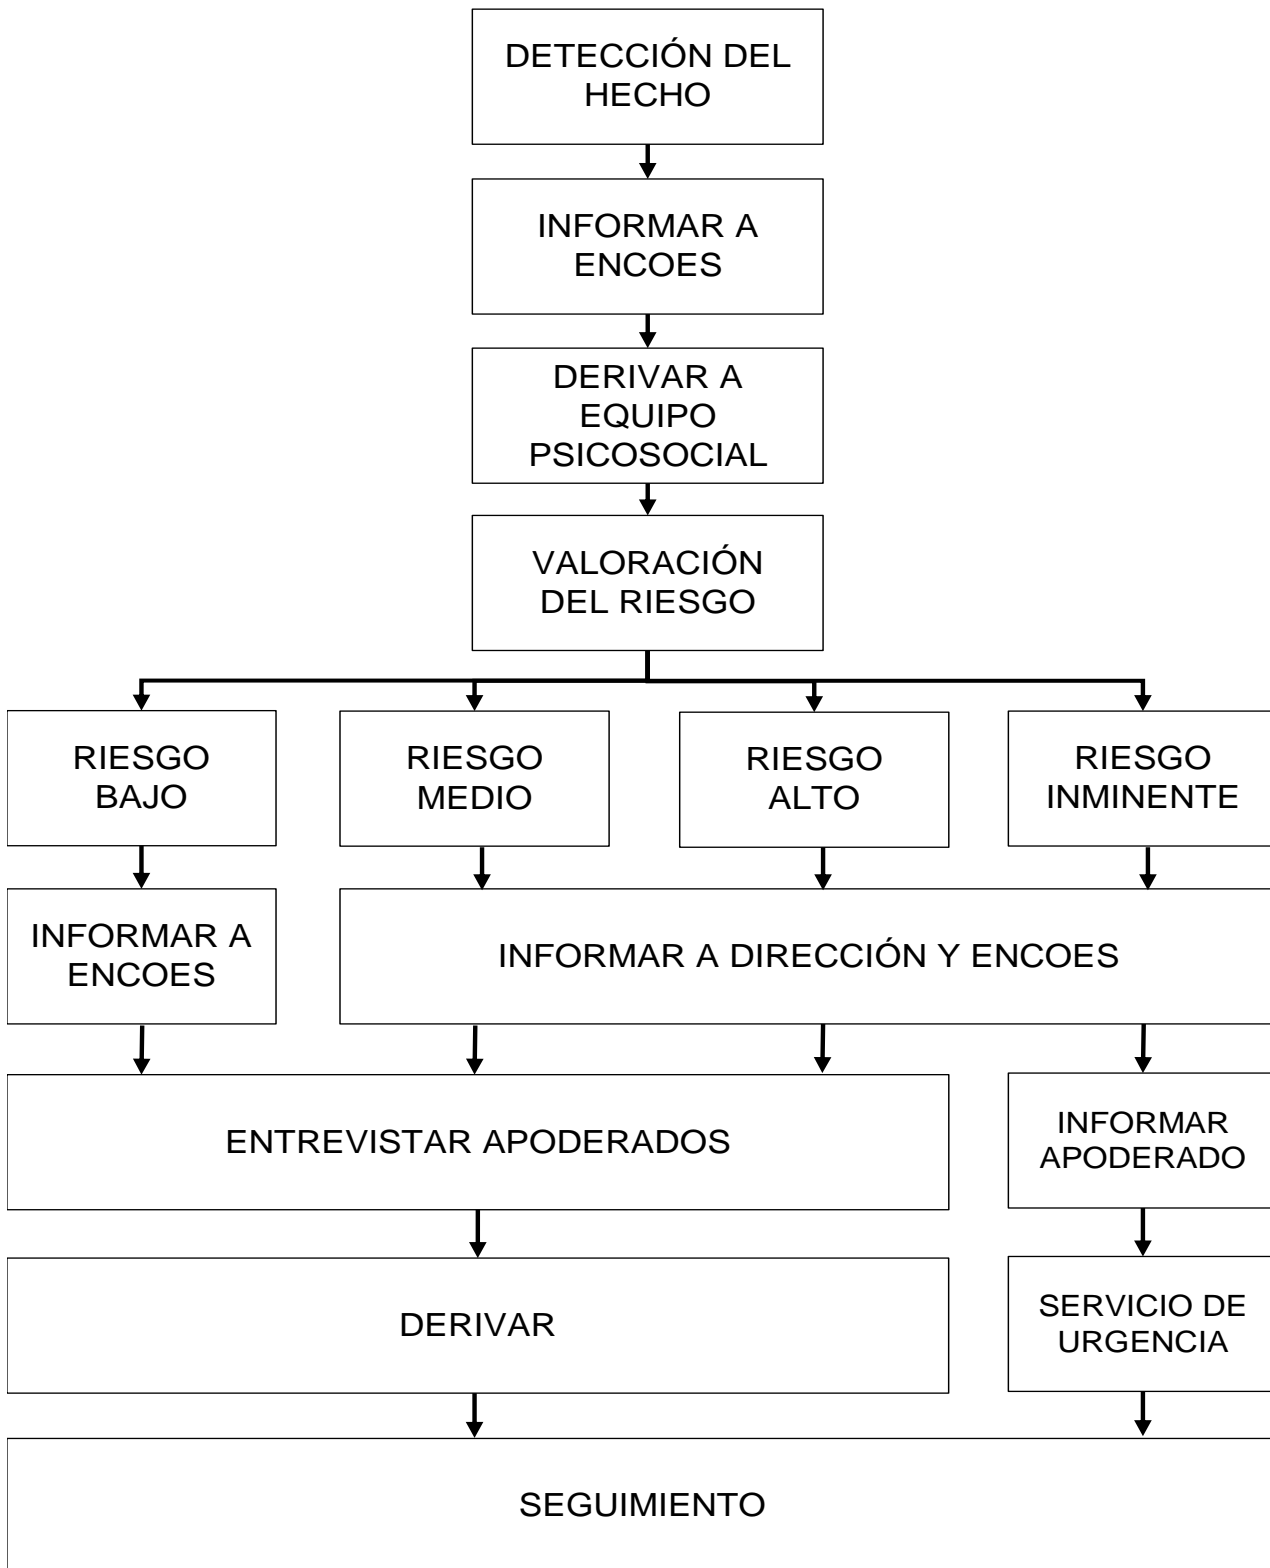 DETECCIÓN DEL
HECHO
INFORMAR A
ENCOES
DERIVAR A
EQUIPO
PSICOSOCIAL
VALORACIÓN
DEL RIESGO
RIESGO
BAJO
RIESGO
MEDIO
RIESGO
ALTO
RIESGO
INMINENTE
INFORMAR A
ENCOES
INFORMAR A DIRECCIÓN Y ENCOES
ENTREVISTAR APODERADOS
INFORMAR
APODERADO
DERIVAR
SERVICIO DE
URGENCIA
SEGUIMIENTO